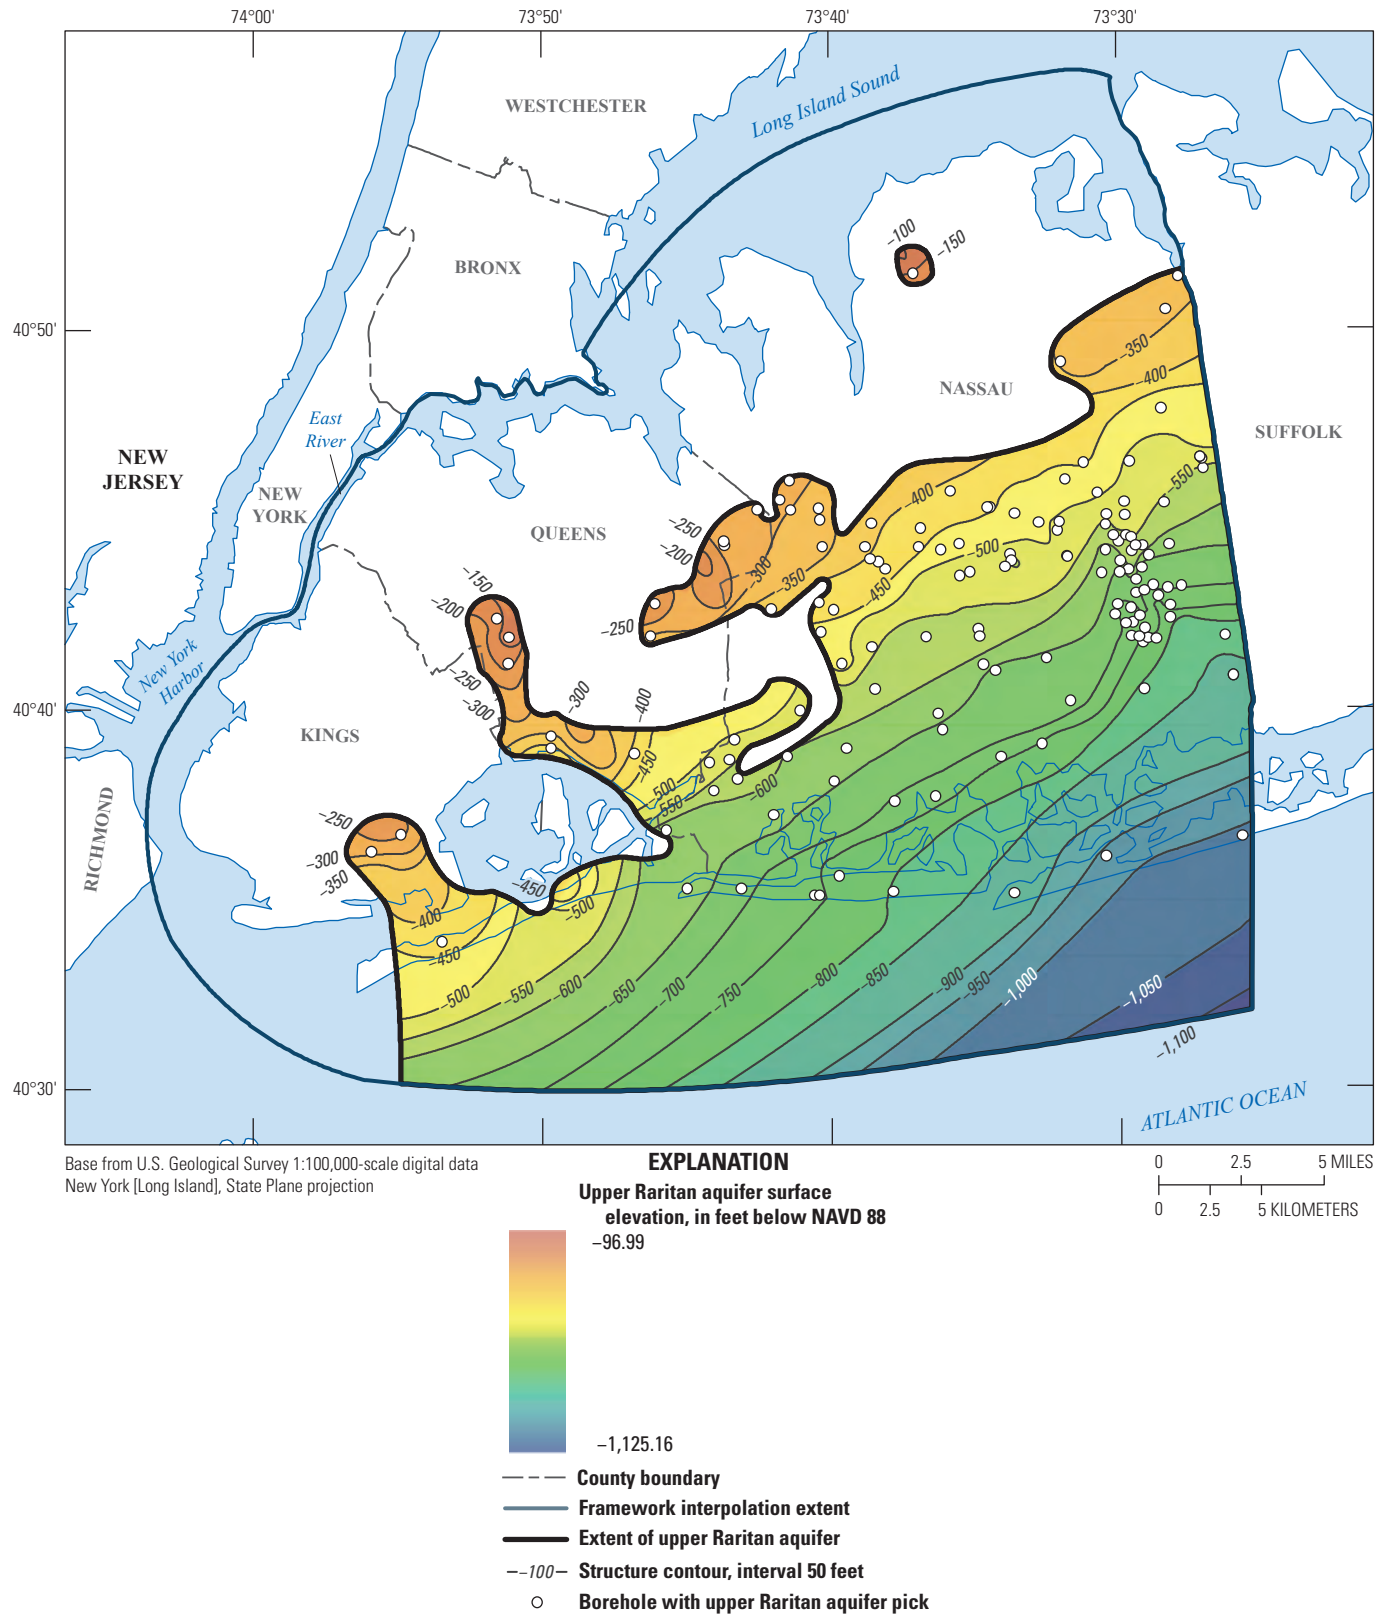 74°00'
73°50'
73°40'
73°30'
WESTCHESTER
Long Island Sound
BRONX
−100
−150
40°50'
−350
−400
NASSAU
East
River
SUFFOLK
NEW
JERSEY
NEW
YORK
−550
−400
QUEENS
−250
−200
−500
−300
−350
−450
−150
−200
−250
New York
Harbor
−250
−300
−300
−400
40°40'
KINGS
−450
−500
−550
−600
RICHMOND
−250
−300
−350
−450
−500
−400
−450
−500
−550
−600
−650
−700
−750
−800
−850
−900
−950
−1,000
−1,050
−1,100
40°30'
ATLANTIC OCEAN
Base from U.S. Geological Survey 1:100,000-scale digital data
New York [Long Island], State Plane projection
0 2.5 5 MILES
0 2.5 5 KILOMETERS
EXPLANATION
Upper Raritan aquifer surface
elevation, in feet below NAVD 88
−96.99
−1,125.16
County boundary
Framework interpolation extent
Extent of upper Raritan aquifer
−100 Structure contour, interval 50 feet
Borehole with upper Raritan aquifer pick